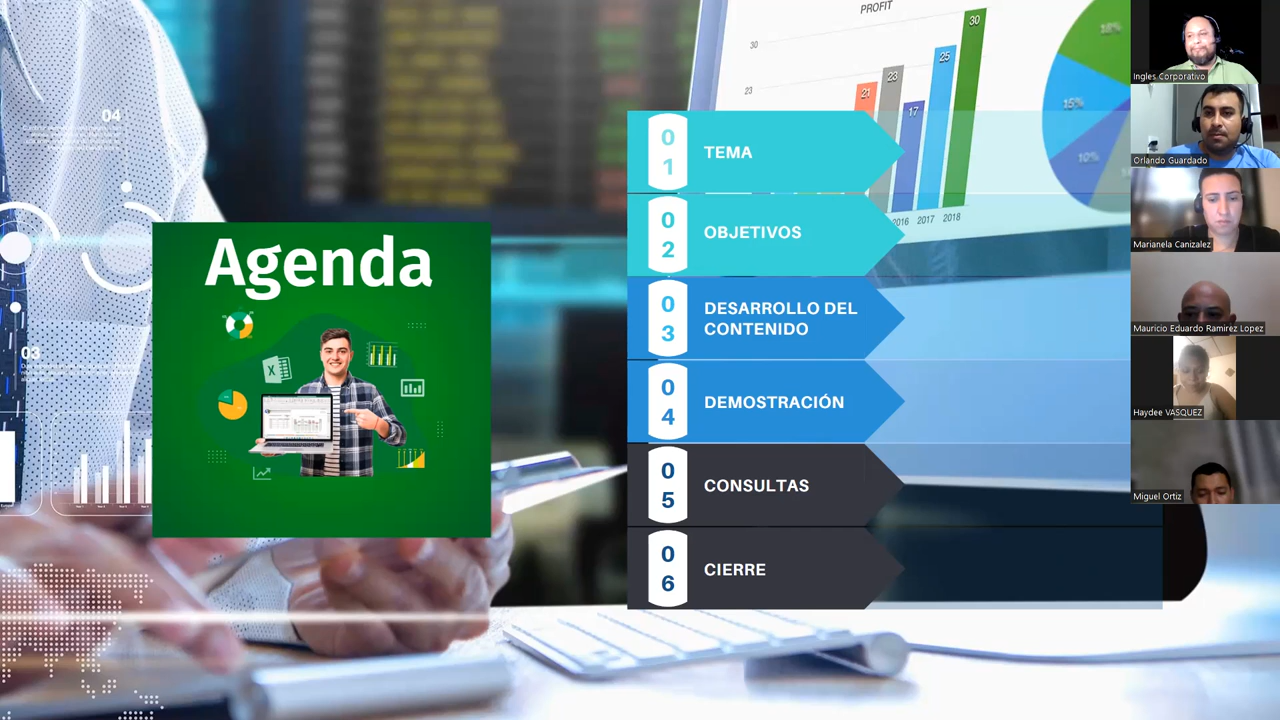 PROFIT
30
23
21
23
17
25
30
2016 2017 2018
18%
15%
10%
04
03
Agenda
01
TEMA
02
OBJETIVOS
03
DESARROLLO DEL
CONTENIDO
04
DEMOSTRACIÓN
05
CONSULTAS
06
CIERRE
Ingles Corporativo
Orlando Guardado
Marianela Canizalez
Mauricio Eduardo Ramirez Lopez
Haydee VASQUEZ
Miguel Ortiz